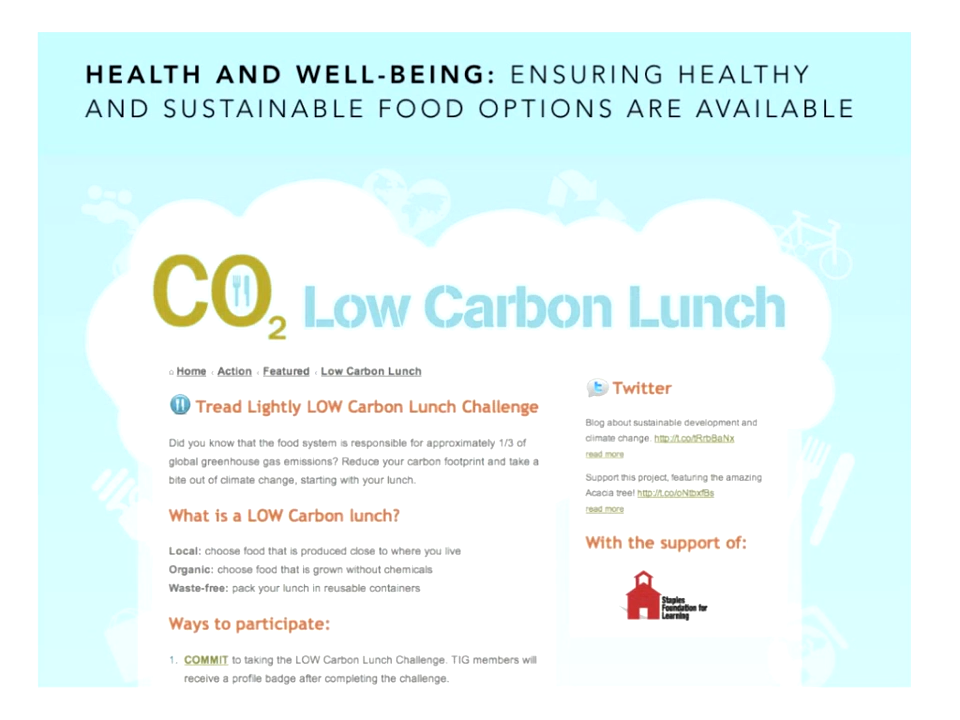 HEALTH AND WELL-BEING: ENSURING HEALTHY
AND SUSTAINABLE FOOD OPTIONS ARE AVAILABLE
CO2 Low Carbon Lunch
Home › Action › Featured › Low Carbon Lunch
Tread Lightly LOW Carbon Lunch Challenge
Did you know that the food system is responsible for approximately 1/3 of
global greenhouse gas emissions? Reduce your carbon footprint and take a
bite out of climate change, starting with your lunch.
What is a LOW Carbon lunch?
Local: choose food that is produced close to where you live
Organic: choose food that is grown without chemicals
Waste-free: pack your lunch in reusable containers
Ways to participate:
1. COMMIT to taking the LOW Carbon Lunch Challenge. TIG members will
receive a profile badge after completing the challenge.
Twitter
Blog about sustainable development and
climate change. http://t.co/tRrbBaNx
read more
Support this project, featuring the amazing
Acacia tree! http://t.co/oNtbxfBs
read more
With the support of:
Staples
Foundation for
Learning